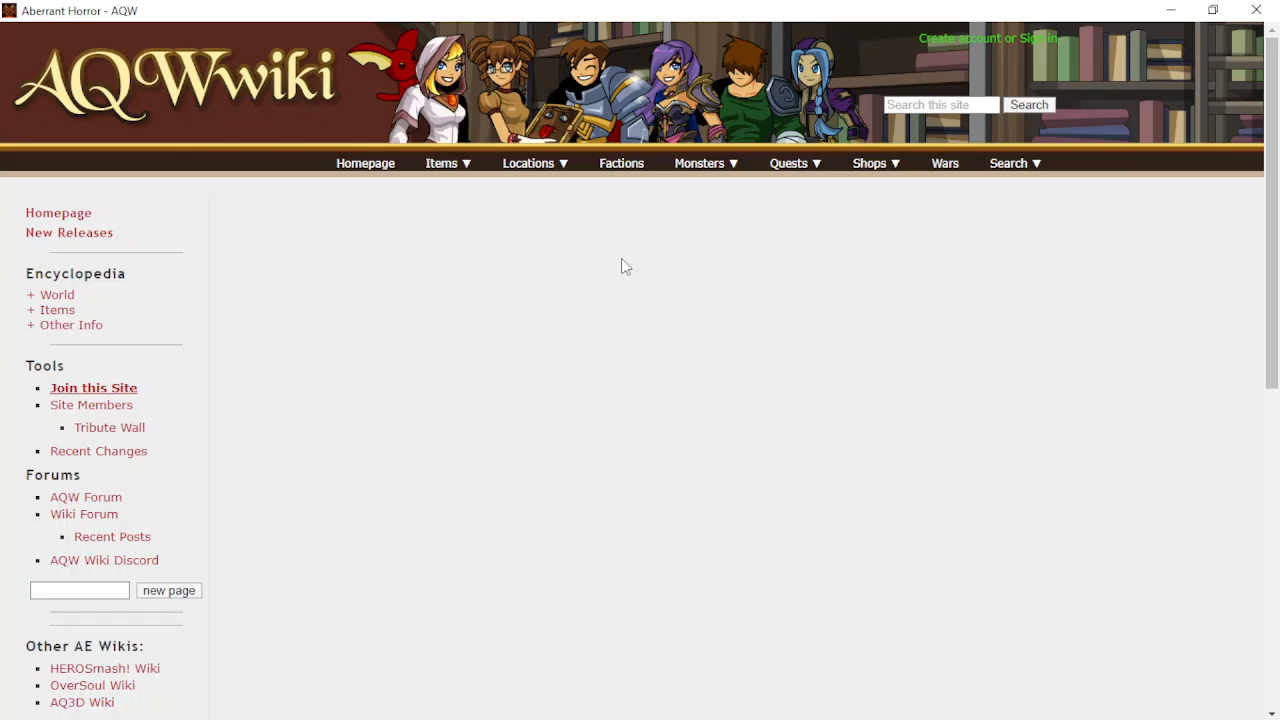 Aberrant Horror - AQW
AQWwiki
Create account or Sign in
Search this site
Search
Homepage
Items ▼
Locations ▼
Factions
Monsters ▼
Quests ▼
Shops ▼
Wars
Search ▼
Homepage
New Releases
Encyclopedia
+ World
+ Items
+ Other Info
Tools
Join this Site
Site Members
Tribute Wall
Recent Changes
Forums
AQW Forum
Wiki Forum
Recent Posts
AQW Wiki Discord
new page
Other AE Wikis:
HEROSmash! Wiki
OverSoul Wiki
AQ3D Wiki